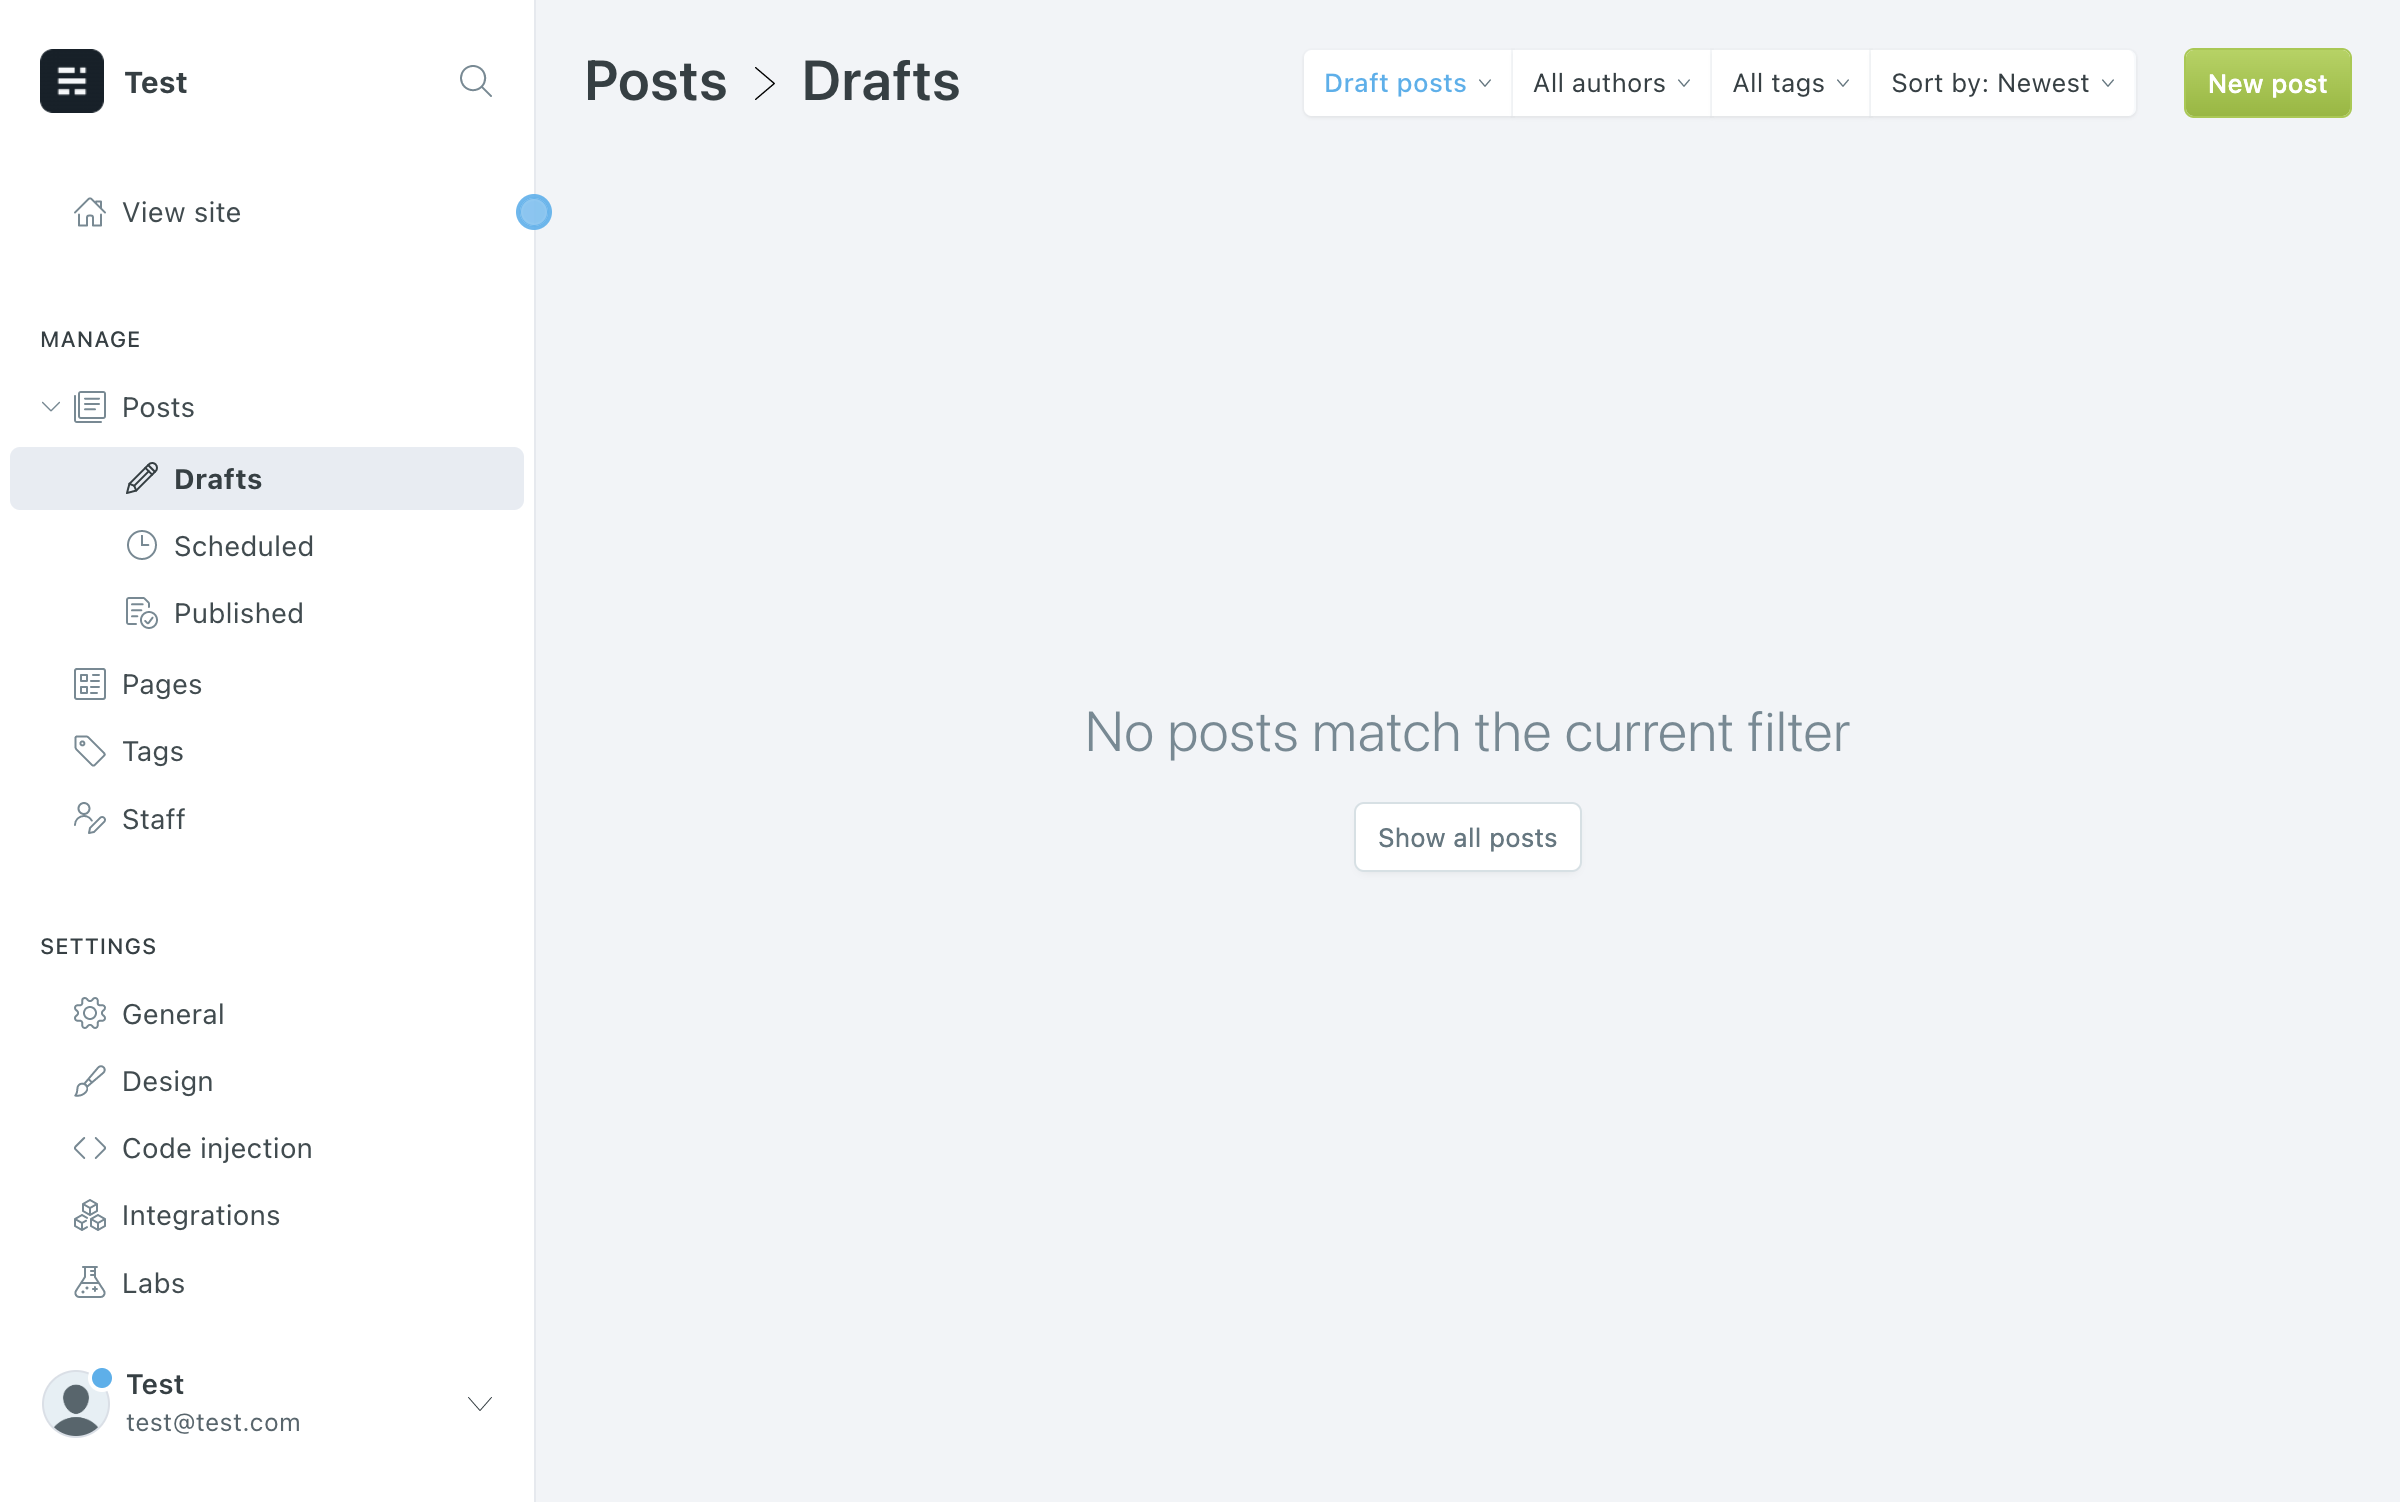 Test
View site
MANAGE
Posts
Drafts
Scheduled
Published
Pages
Tags
Staff
SETTINGS
General
Design
Code injection
Integrations
Labs
Test
test@test.com
Posts > Drafts
Draft posts
All authors
All tags
Sort by: Newest
New post
No posts match the current filter
Show all posts